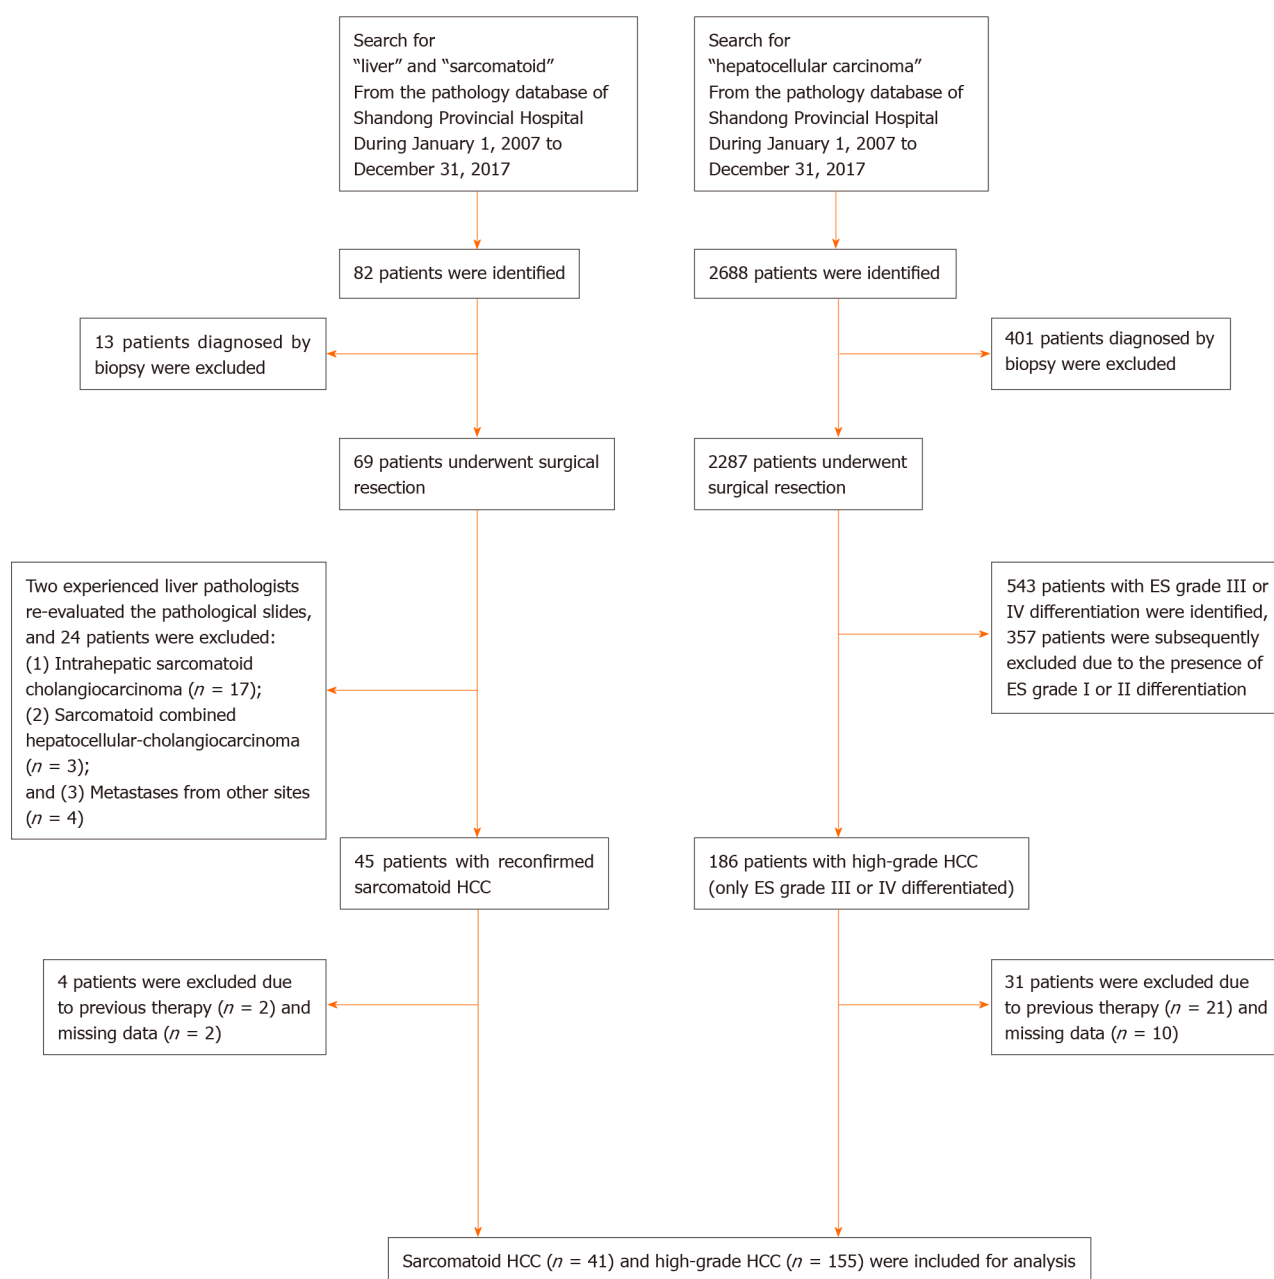 Search for
“liver” and “sarcomatoid”
From the pathology database of
Shandong Provincial Hospital
During January 1, 2007 to
December 31, 2017
Search for
“hepatocellular carcinoma”
From the pathology database of
Shandong Provincial Hospital
During January 1, 2007 to
December 31, 2017
82 patients were identified
2688 patients were identified
13 patients diagnosed by
biopsy were excluded
401 patients diagnosed by
biopsy were excluded
69 patients underwent surgical
resection
2287 patients underwent
surgical resection
Two experienced liver pathologists
re-evaluated the pathological slides,
and 24 patients were excluded:
(1) Intrahepatic sarcomatoid
cholangiocarcinoma (n = 17);
(2) Sarcomatoid combined
hepatocellular-cholangiocarcinoma
(n = 3);
and (3) Metastases from other sites
(n = 4)
543 patients with ES grade III or
IV differentiation were identified,
357 patients were subsequently
excluded due to the presence of
ES grade I or II differentiation
45 patients with reconfirmed
sarcomatoid HCC
186 patients with high-grade HCC
(only ES grade III or IV differentiated)
4 patients were excluded due
to previous therapy (n = 2) and
missing data (n = 2)
31 patients were excluded due
to previous therapy (n = 21) and
missing data (n = 10)
Sarcomatoid HCC (n = 41) and high-grade HCC (n = 155) were included for analysis